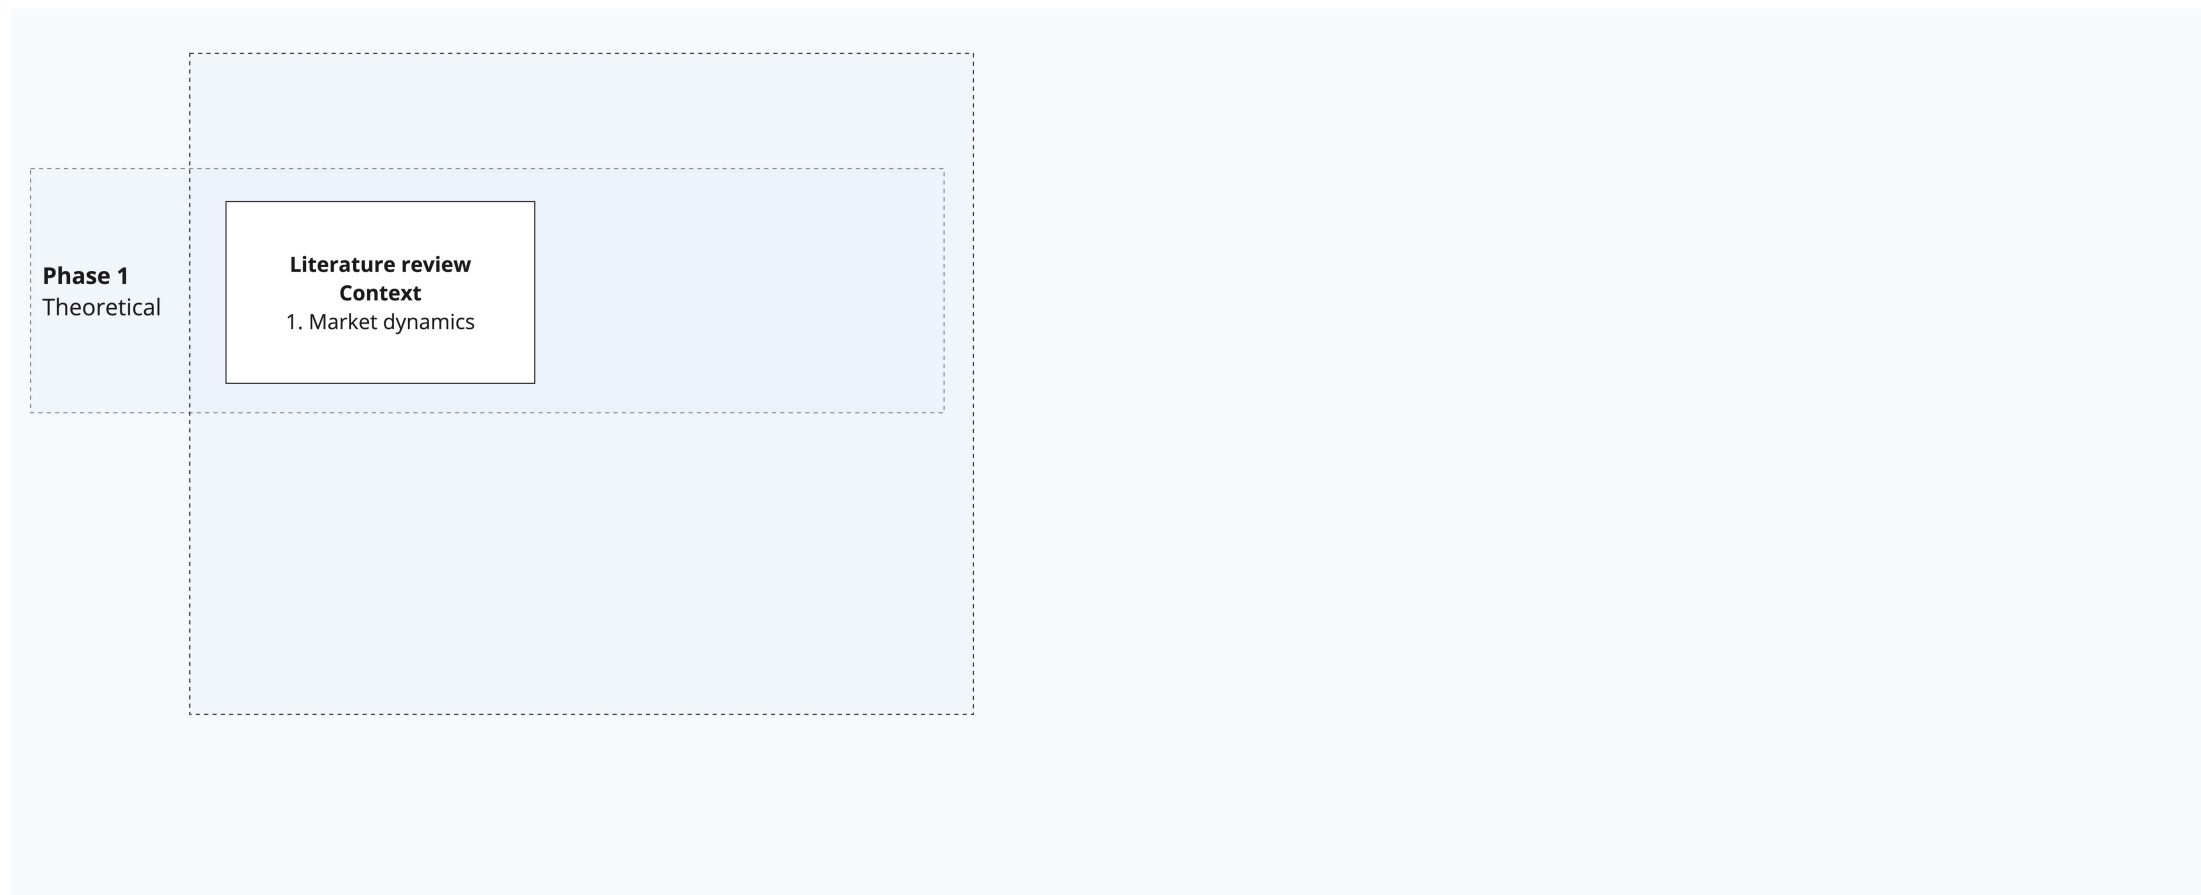 Phase 1
Theoretical
Literature review
Context
1. Market dynamics